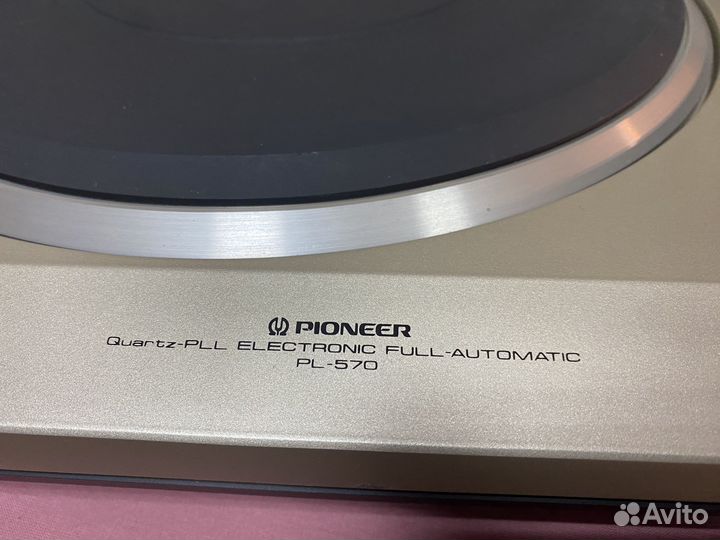 PIONEER
Quartz-PLL ELECTRONIC FULL-AUTOMATIC
PL-570
Avito